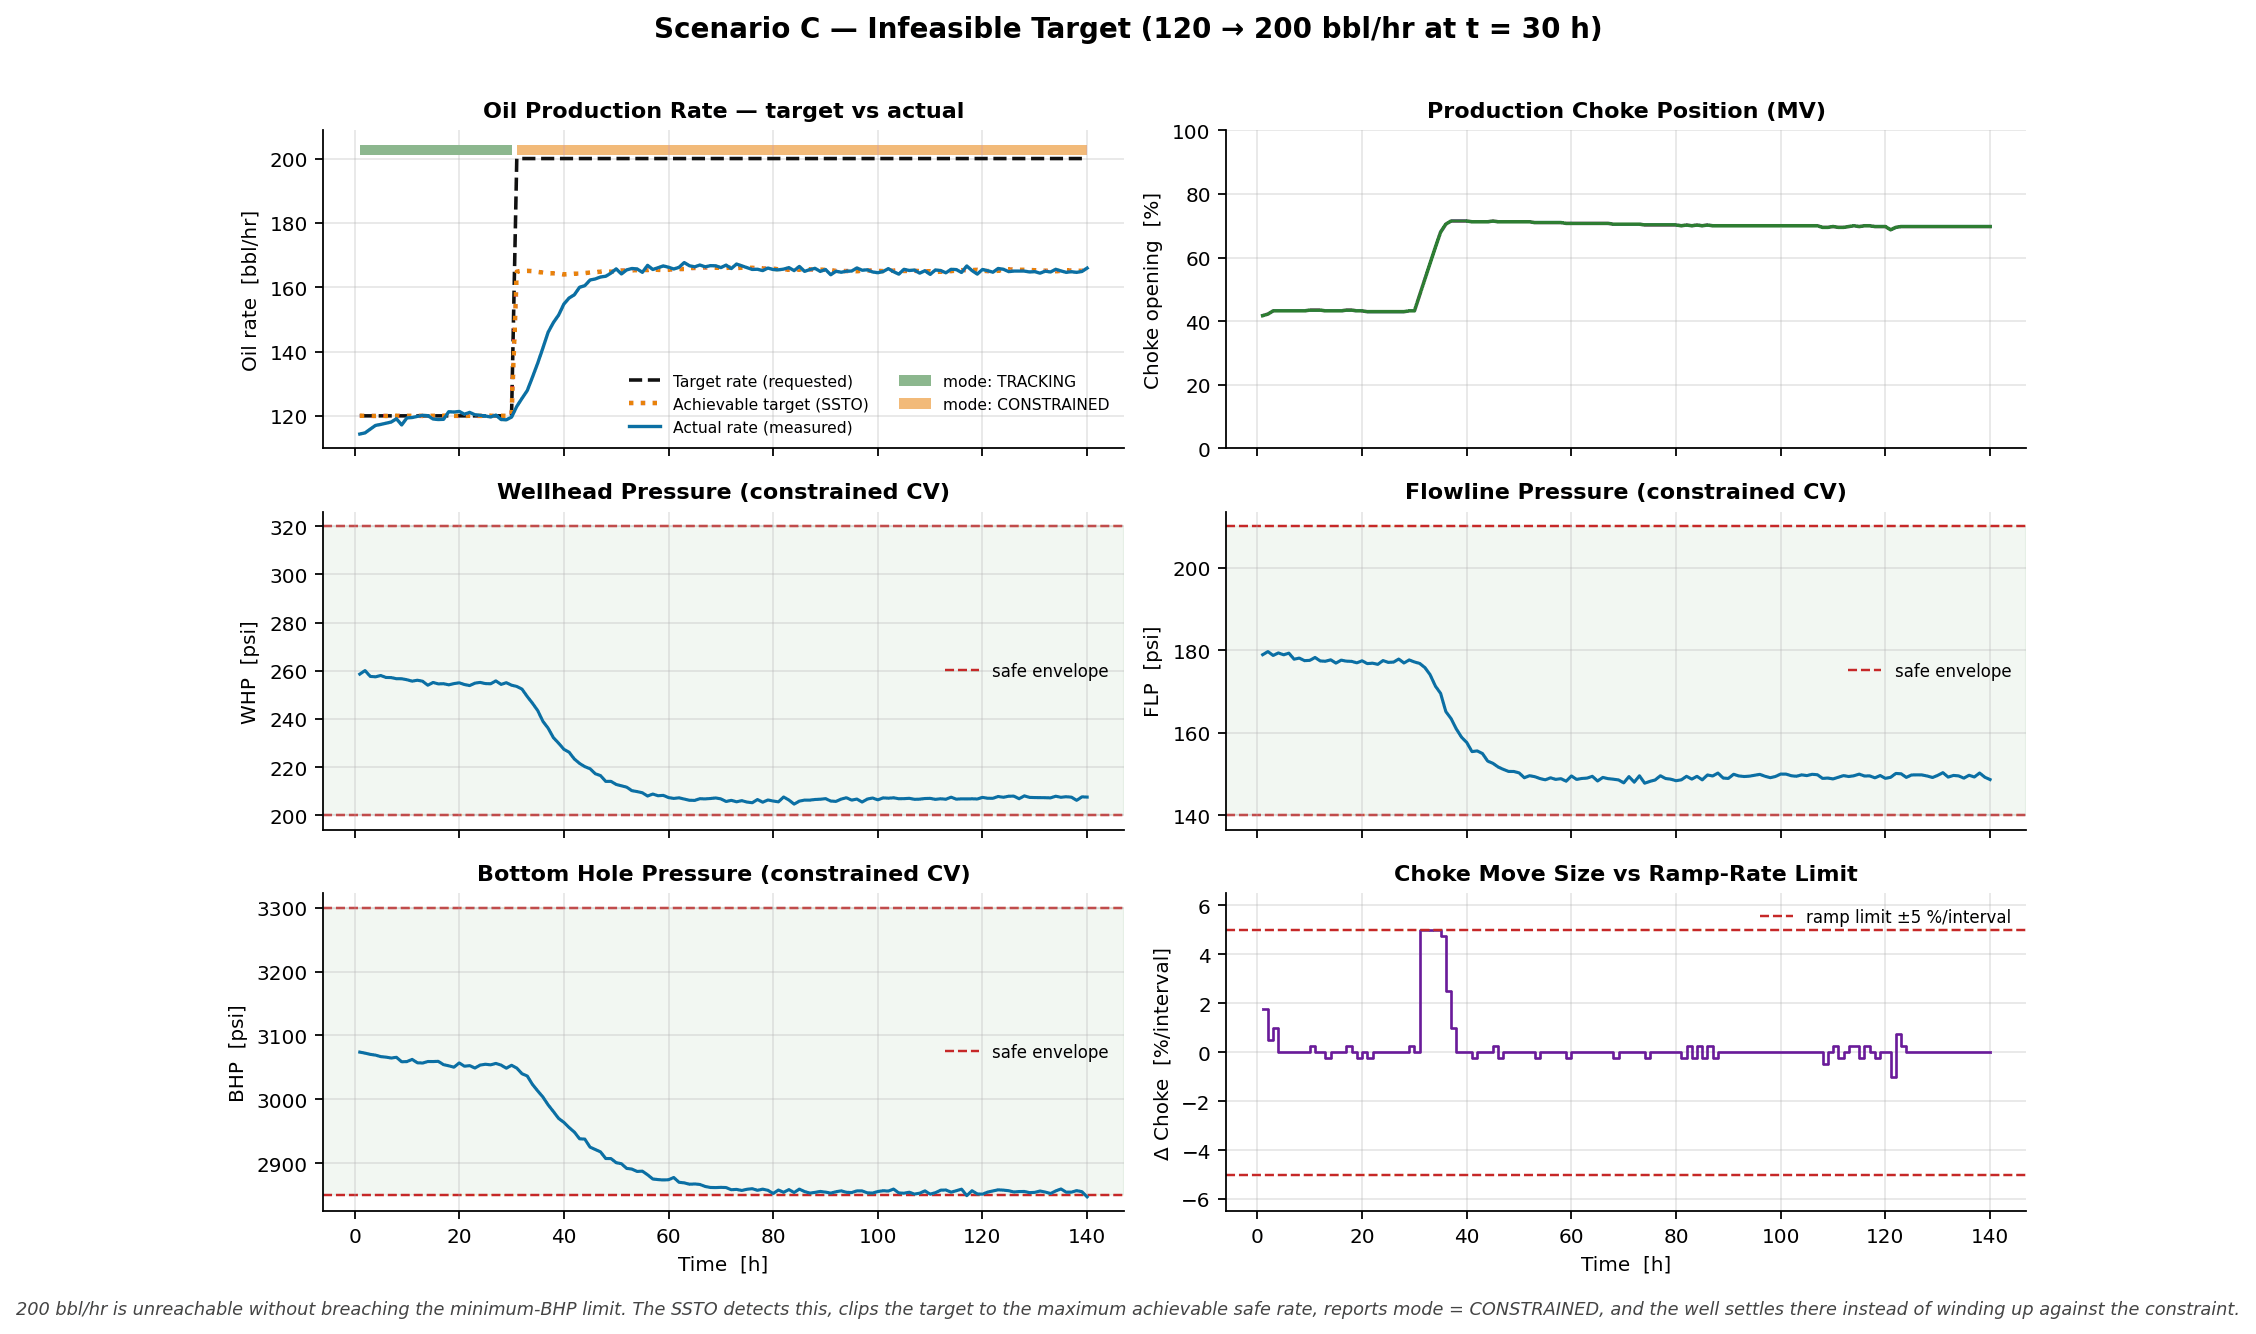 Scenario C — Infeasible Target (120 → 200 bbl/hr at t = 30 h)
Oil Production Rate — target vs actual
Oil rate [bbl/hr]
200
180
160
140
120
Target rate (requested)
Achievable target (SSTO)
Actual rate (measured)
mode: TRACKING
mode: CONSTRAINED
Production Choke Position (MV)
Choke opening [%]
100
80
60
40
20
0
Wellhead Pressure (constrained CV)
WHP [psi]
320
300
280
260
240
220
200
safe envelope
Flowline Pressure (constrained CV)
FLP [psi]
200
180
160
140
safe envelope
Bottom Hole Pressure (constrained CV)
BHP [psi]
3300
3200
3100
3000
2900
safe envelope
0 20 40 60 80 100 120 140
Time [h]
Choke Move Size vs Ramp-Rate Limit
Δ Choke [%/interval]
6
4
2
0
−2
−4
−6
ramp limit ±5 %/interval
0 20 40 60 80 100 120 140
Time [h]
200 bbl/hr is unreachable without breaching the minimum-BHP limit. The SSTO detects this, clips the target to the maximum achievable safe rate, reports mode = CONSTRAINED, and the well settles there instead of winding up against the constraint.